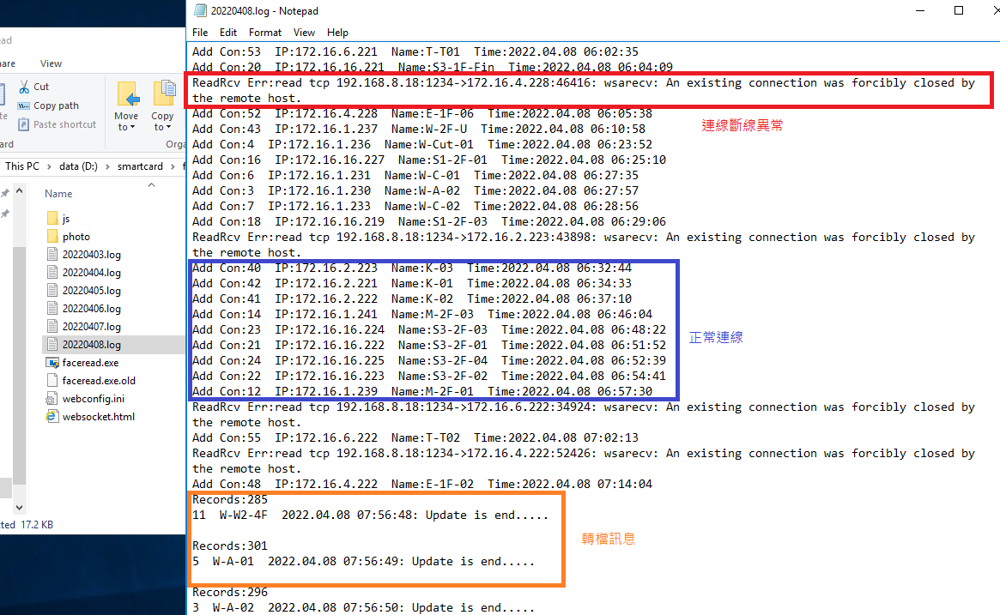 20220408.log - Notepad
File Edit Format View Help
ead
hare View
Cut
Copy path
Paste shortcut
Move to
Copy to
ard
Orga
This PC > data (D:) > smartcard > f
Name
js
photo
20220403.log
20220404.log
20220405.log
20220406.log
20220407.log
20220408.log
faceread.exe
faceread.exe.old
webconfig.ini
websocket.html
cted 17.2 KB
Add Con:53 IP:172.16.6.221 Name:T-T01 Time:2022.04.08 06:02:35
Add Con:20 IP:172.16.16.221 Name:S3-1F-Fin Time:2022.04.08 06:04:09
ReadRcv Err:read tcp 192.168.8.18:1234->172.16.4.228:46416: wsarecv: An existing connection was forcibly closed by
the remote host.
Add Con:52 IP:172.16.4.228 Name:E-1F-06 Time:2022.04.08 06:05:38
連線斷線異常
Add Con:43 IP:172.16.1.237 Name:W-2F-U Time:2022.04.08 06:10:58
Add Con:4 IP:172.16.1.236 Name:W-Cut-01 Time:2022.04.08 06:23:52
Add Con:16 IP:172.16.16.227 Name:S1-2F-01 Time:2022.04.08 06:25:10
Add Con:6 IP:172.16.1.231 Name:W-C-01 Time:2022.04.08 06:27:35
Add Con:3 IP:172.16.1.230 Name:W-A-02 Time:2022.04.08 06:27:57
Add Con:7 IP:172.16.1.233 Name:W-C-02 Time:2022.04.08 06:28:56
Add Con:18 IP:172.16.16.219 Name:S1-2F-03 Time:2022.04.08 06:29:06
ReadRcv Err:read tcp 192.168.8.18:1234->172.16.2.223:43898: wsarecv: An existing connection was forcibly closed by
the remote host.
Add Con:40 IP:172.16.2.223 Name:K-03 Time:2022.04.08 06:32:44
Add Con:42 IP:172.16.2.221 Name:K-01 Time:2022.04.08 06:34:33
Add Con:41 IP:172.16.2.222 Name:K-02 Time:2022.04.08 06:37:10
Add Con:14 IP:172.16.1.241 Name:M-2F-03 Time:2022.04.08 06:46:04
Add Con:23 IP:172.16.16.224 Name:S3-2F-03 Time:2022.04.08 06:48:22
正常連線
Add Con:21 IP:172.16.16.222 Name:S3-2F-01 Time:2022.04.08 06:51:52
Add Con:24 IP:172.16.16.225 Name:S3-2F-04 Time:2022.04.08 06:52:39
Add Con:22 IP:172.16.16.223 Name:S3-2F-02 Time:2022.04.08 06:54:41
Add Con:12 IP:172.16.1.239 Name:M-2F-01 Time:2022.04.08 06:57:30
ReadRcv Err:read tcp 192.168.8.18:1234->172.16.6.222:34924: wsarecv: An existing connection was forcibly closed by
the remote host.
Add Con:55 IP:172.16.6.222 Name:T-T02 Time:2022.04.08 07:02:13
ReadRcv Err:read tcp 192.168.8.18:1234->172.16.4.222:52426: wsarecv: An existing connection was forcibly closed by
the remote host.
Add Con:48 IP:172.16.4.222 Name:E-1F-02 Time:2022.04.08 07:14:04
Records:285
11 W-W2-4F 2022.04.08 07:56:48: Update is end.....
轉檔訊息
Records:301
5 W-A-01 2022.04.08 07:56:49: Update is end.....
Records:296
3 W-A-02 2022.04.08 07:56:50: Update is end.....